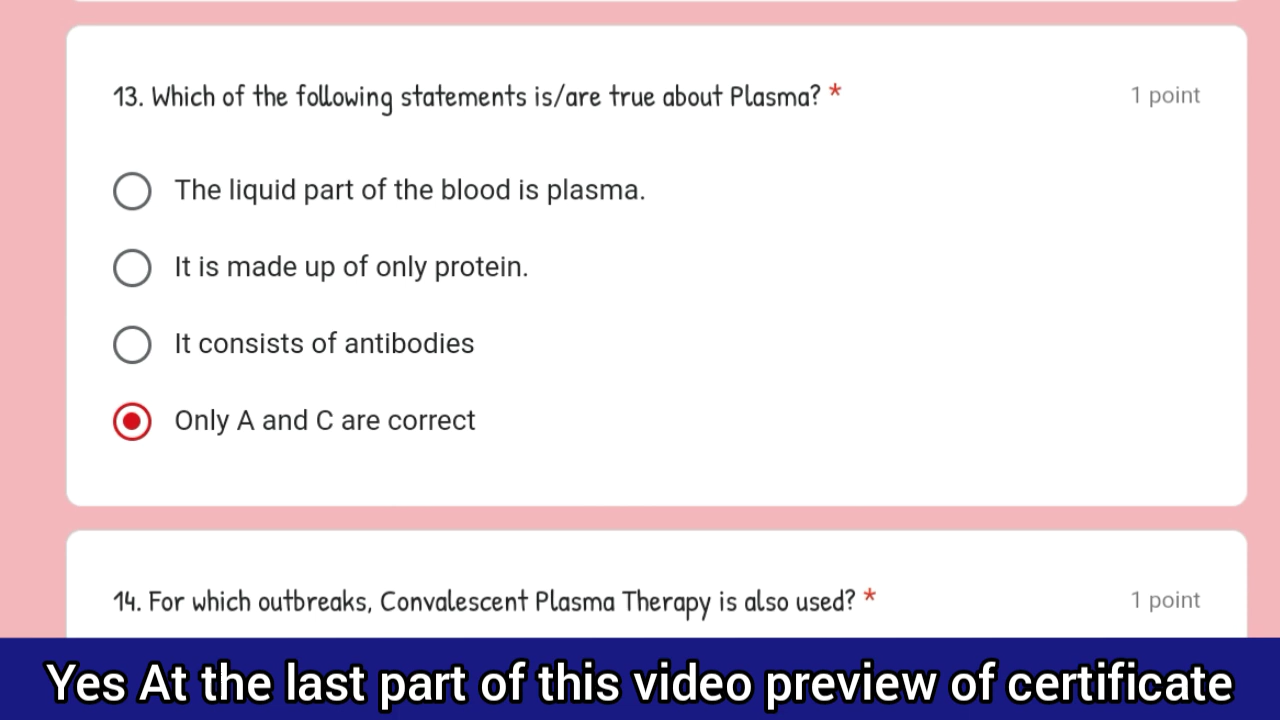 13. Which of the following statements is/are true about Plasma? *
1 point
The liquid part of the blood is plasma.
It is made up of only protein.
It consists of antibodies
Only A and C are correct
14. For which outbreaks, Convalescent Plasma Therapy is also used? *
1 point
Yes At the last part of this video preview of certificate